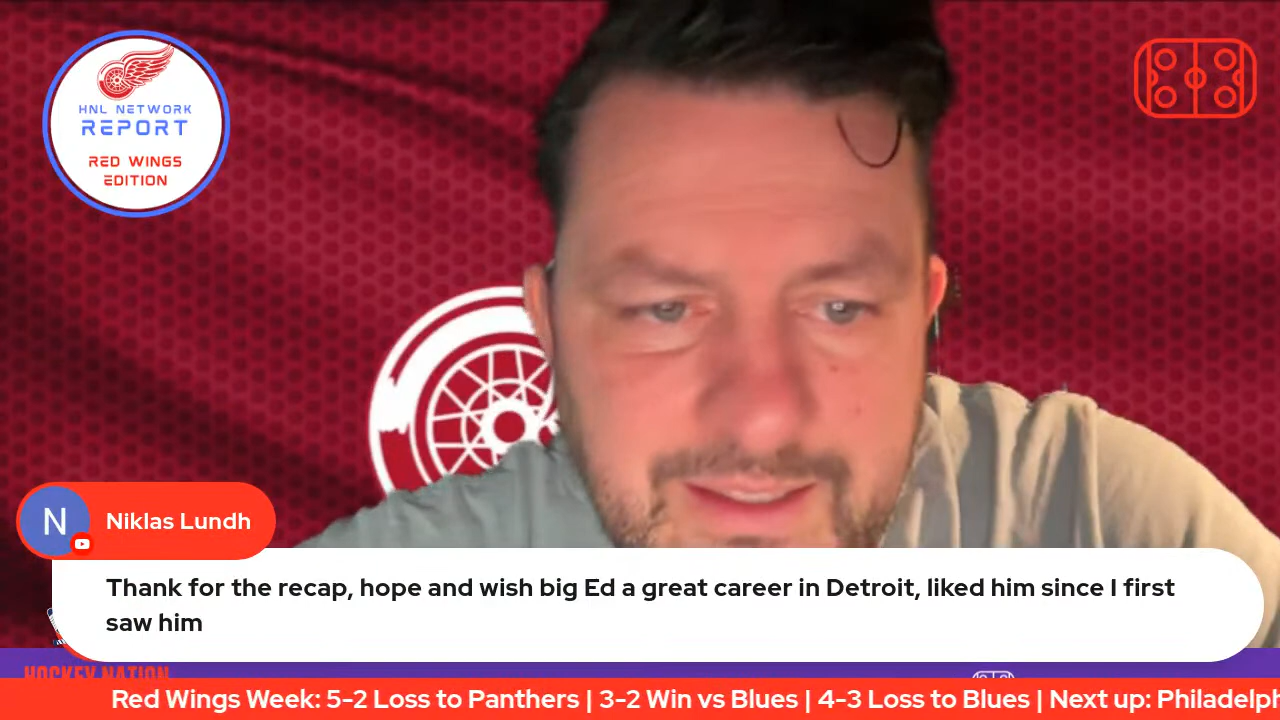 HNL NETWORK
REPORT
RED WINGS
EDITION
N
Niklas Lundh
Thank for the recap, hope and wish big Ed a great career in Detroit, liked him since I first
saw him
HOCKEY NATION
Red Wings Week: 5-2 Loss to Panthers | 3-2 Win vs Blues | 4-3 Loss to Blues | Next up: